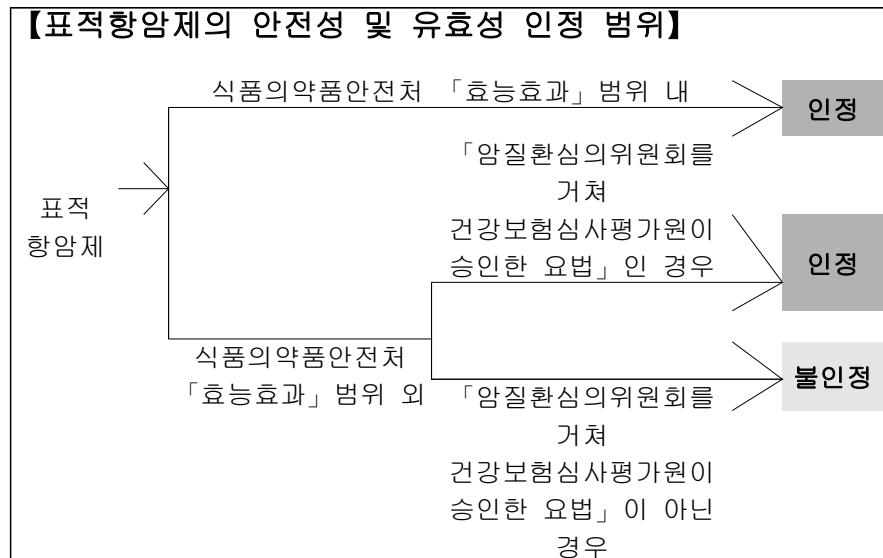 【표적항암제의 안전성 및 유효성 인정 범위】
식품의약품안전처 「효능효과」범위 내
인정
「암질환심의위원회를
거쳐
건강보험심사평가원이
승인한 요법」인 경우
인정
표적
항암제
식품의약품안전처
「효능효과」범위 외
불인정
「암질환심의위원회를
거쳐
건강보험심사평가원이
승인한 요법」이 아닌
경우